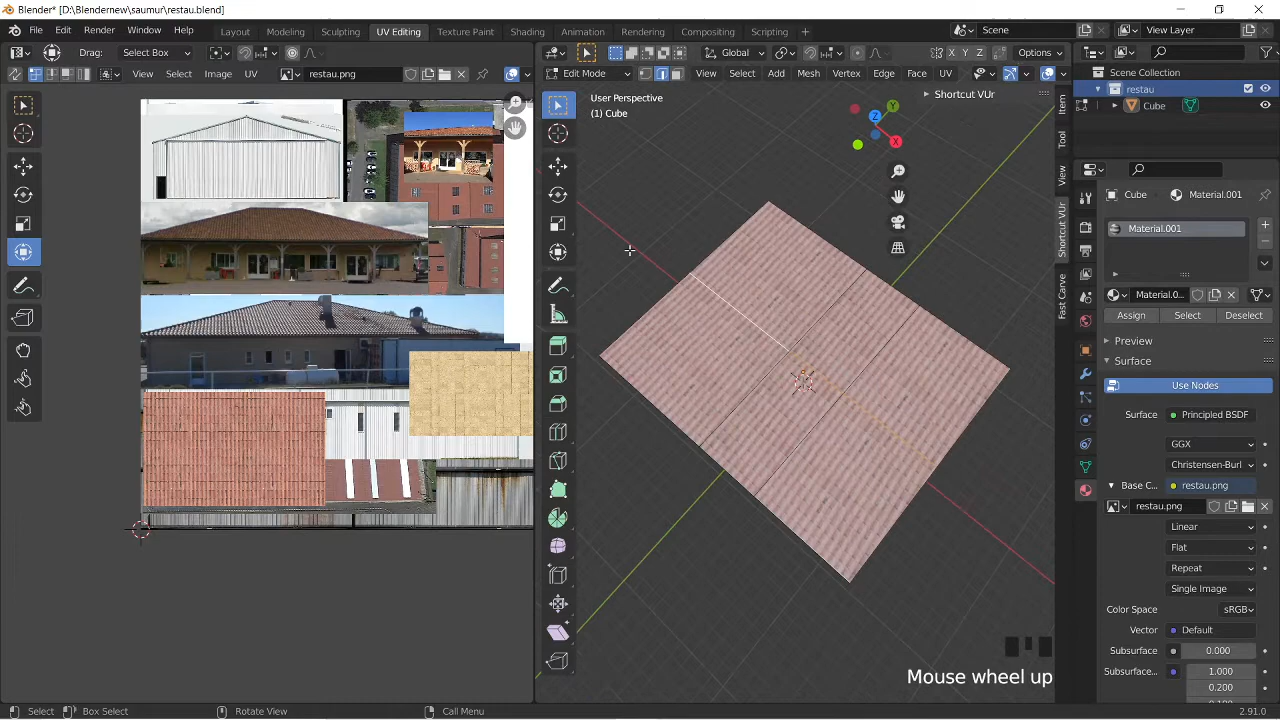 Blender* [D:\Blendernew\saumur\restau.blend]
File Edit Render Window Help Layout Modeling Sculpting UV Editing Texture Paint Shading Animation Rendering Compositing Scripting + Scene View Layer
Drag: Select Box Global X Y Z Options
View Select Image UV restau.png Edit Mode View Select Add Mesh Vertex Edge Face UV
Scene Collection
restau
Cube
User Perspective
(1) Cube
Shortcut VUr
X
Y
Z
Item
Tool
View
Shortcut VUr
Fast Carve
Cube Material.001
Material.001
Material.0...
Assign Select Deselect
Preview
Surface
Use Nodes
Surface Principled BSDF
GGX
Christensen-Burl
Base C... restau.png
restau.png
Linear
Flat
Repeat
Single Image
Color Space sRGB
Vector Default
Subsurface 0.000
Subsurface... 1.000
0.200
Mouse wheel up
Select Box Select Rotate View Call Menu 2.91.0